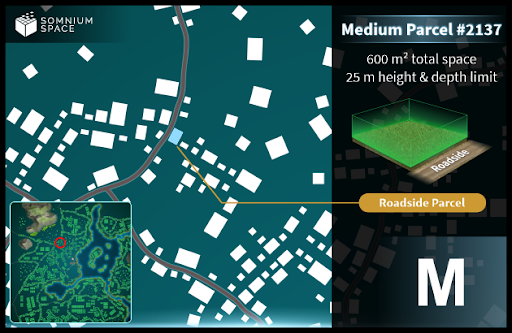 SOMNIUM
SPACE
Medium Parcel #2137
600 m² total space
25 m height & depth limit
Roadside
Roadside Parcel
M